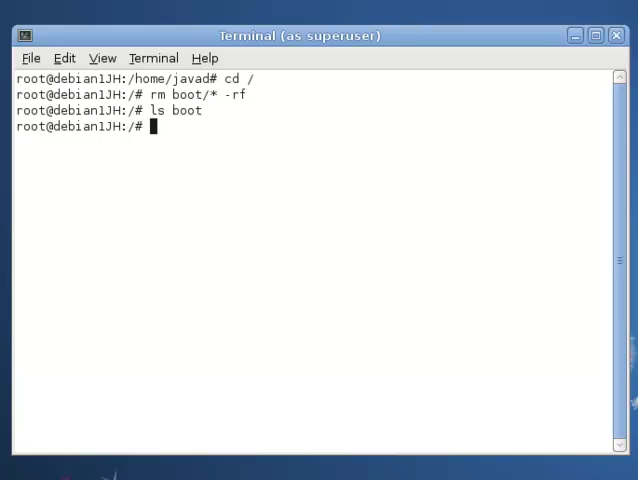 Terminal (as superuser)
File Edit View Terminal Help
root@debian1JH:/home/javad# cd /
root@debian1JH:/# rm boot/* -rf
root@debian1JH:/# ls boot
root@debian1JH:/#